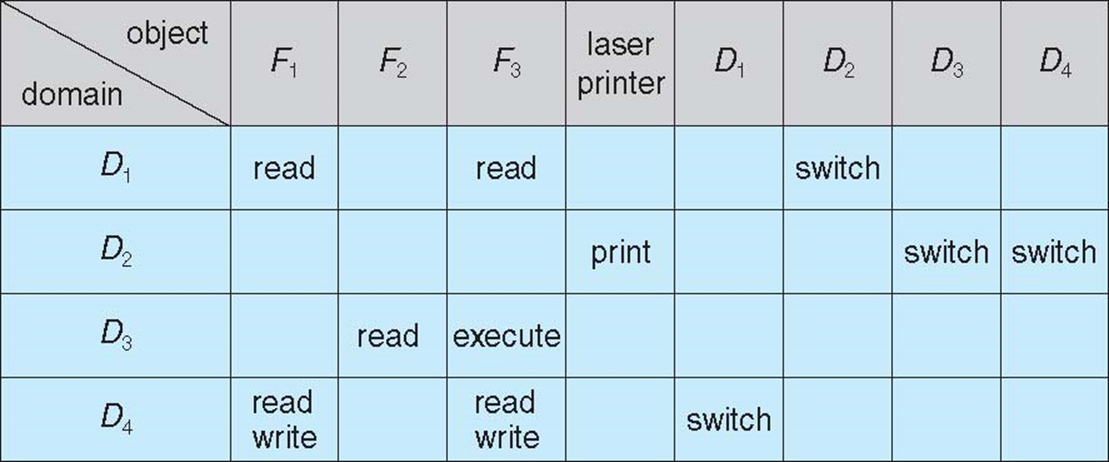 object
domain
F₁ F₂ F₃ laser printer D₁ D₂ D₃ D₄
D₁ read read switch
D₂ print switch switch
D₃ read execute
D₄ read write read write switch